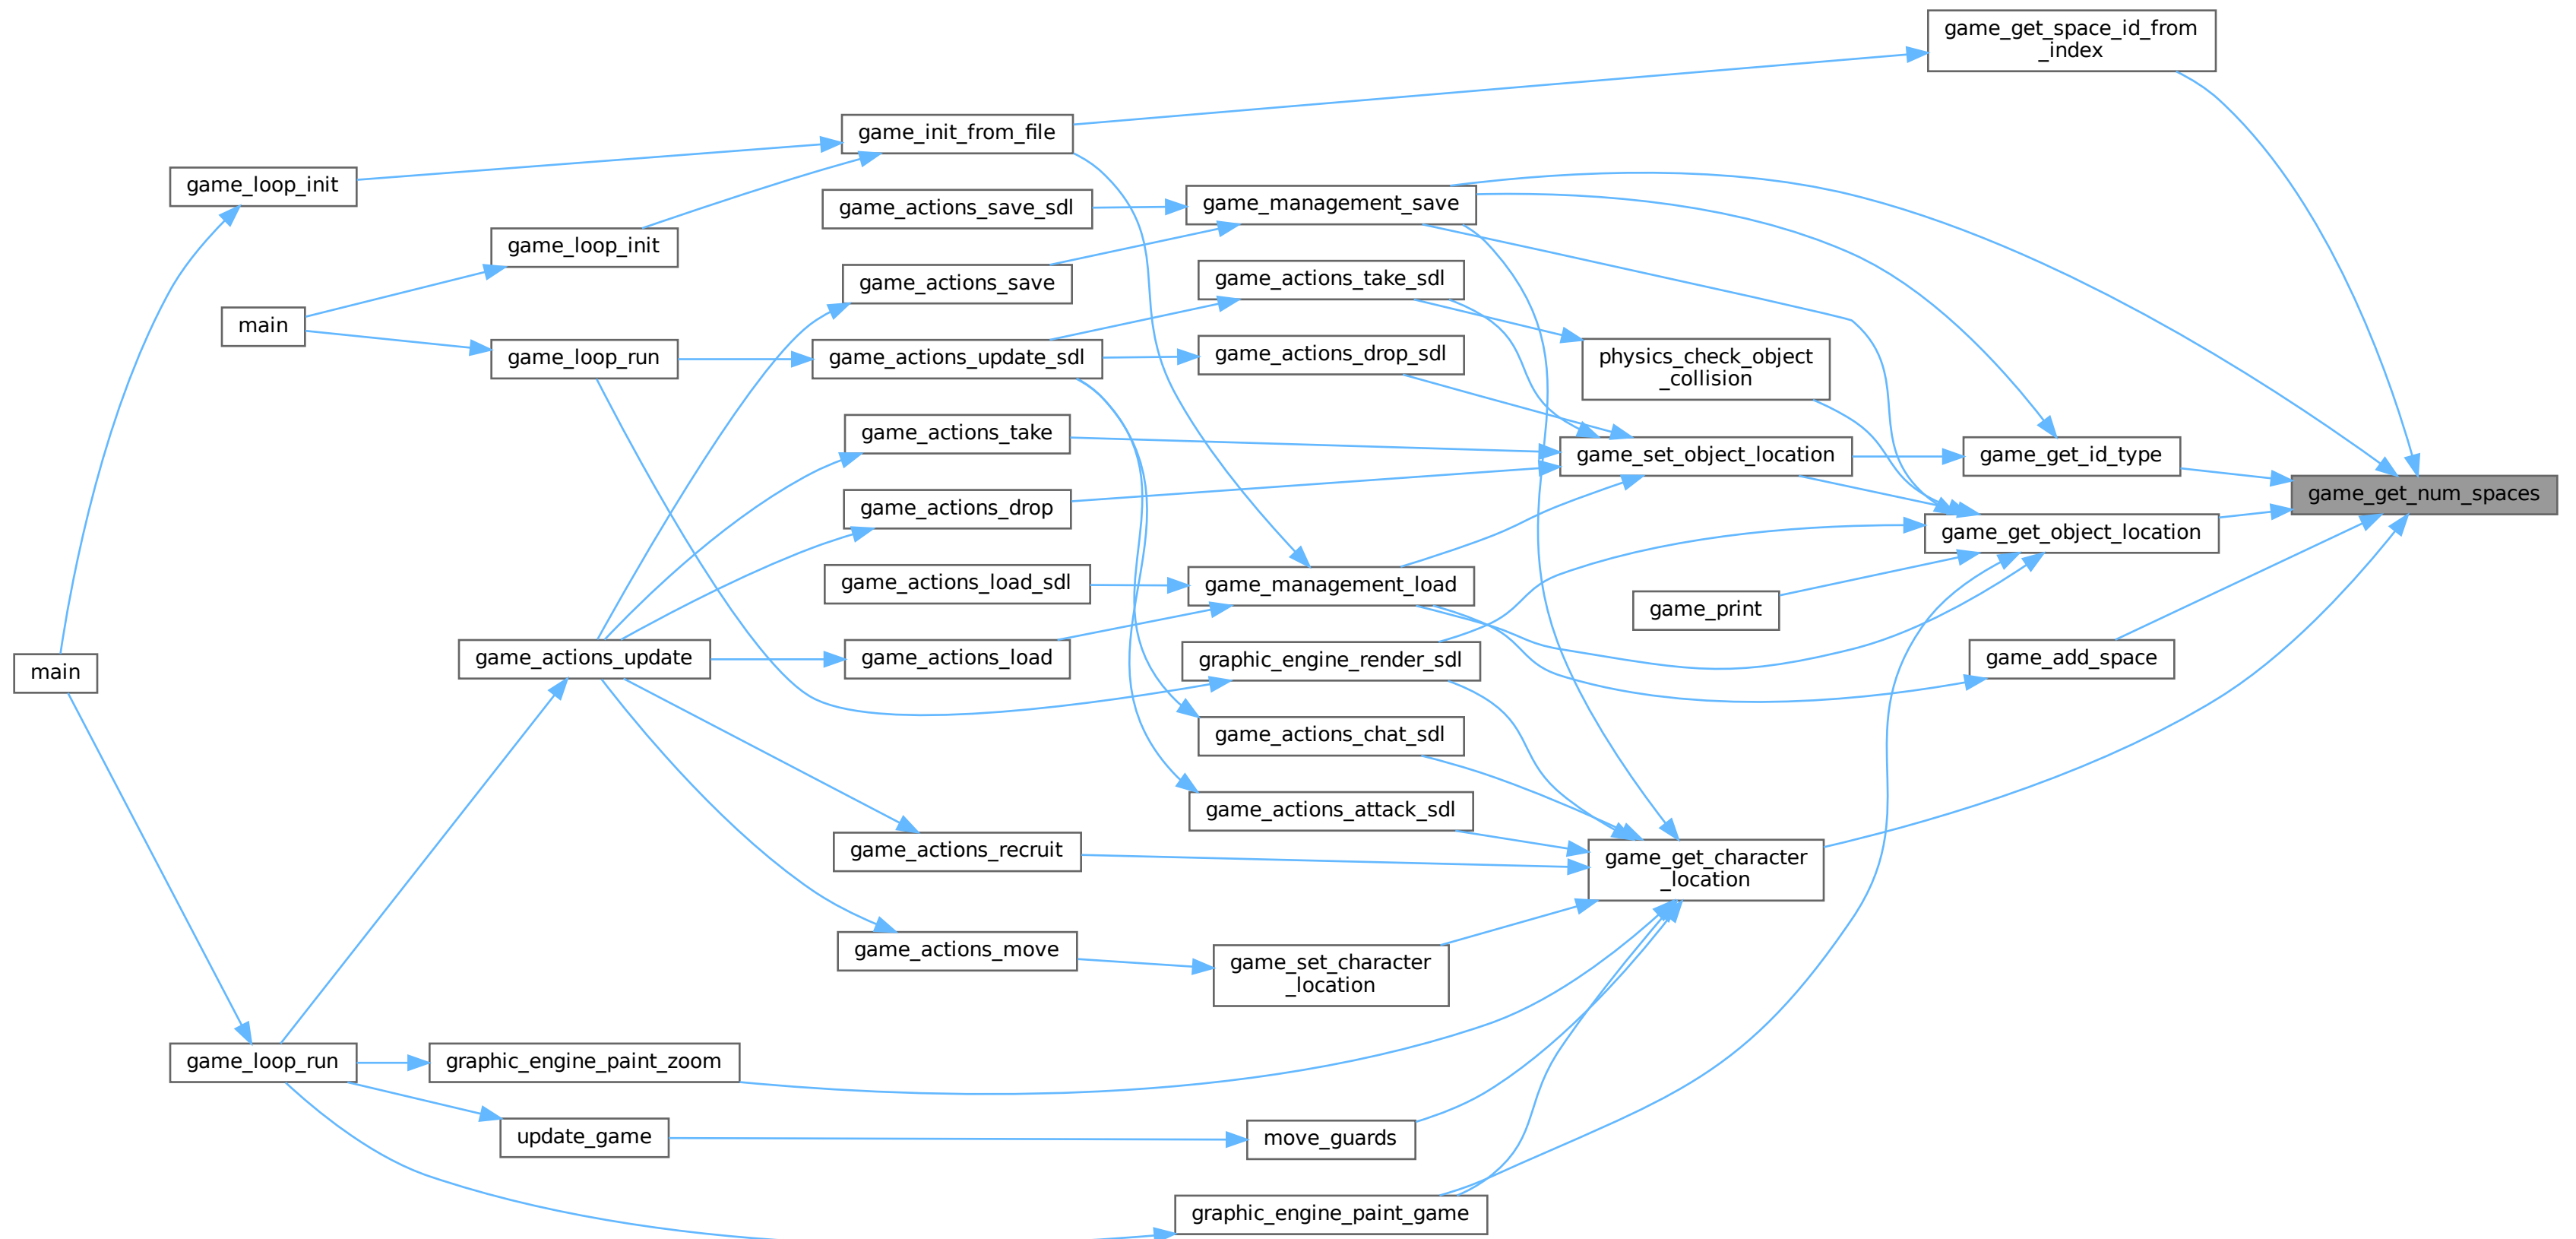 game_get_space_id_from
_index
game_init_from_file
game_loop_init
game_actions_save_sdl
game_management_save
game_loop_init
game_actions_save
game_actions_take_sdl
main
game_loop_run
game_actions_update_sdl
game_actions_drop_sdl
physics_check_object
_collision
game_actions_take
game_set_object_location
game_get_id_type
game_get_num_spaces
game_actions_drop
game_get_object_location
game_actions_load_sdl
game_management_load
game_print
main
game_actions_update
game_actions_load
graphic_engine_render_sdl
game_add_space
game_actions_chat_sdl
game_actions_attack_sdl
game_actions_recruit
game_get_character
_location
game_actions_move
game_set_character
_location
game_loop_run
graphic_engine_paint_zoom
update_game
move_guards
graphic_engine_paint_game